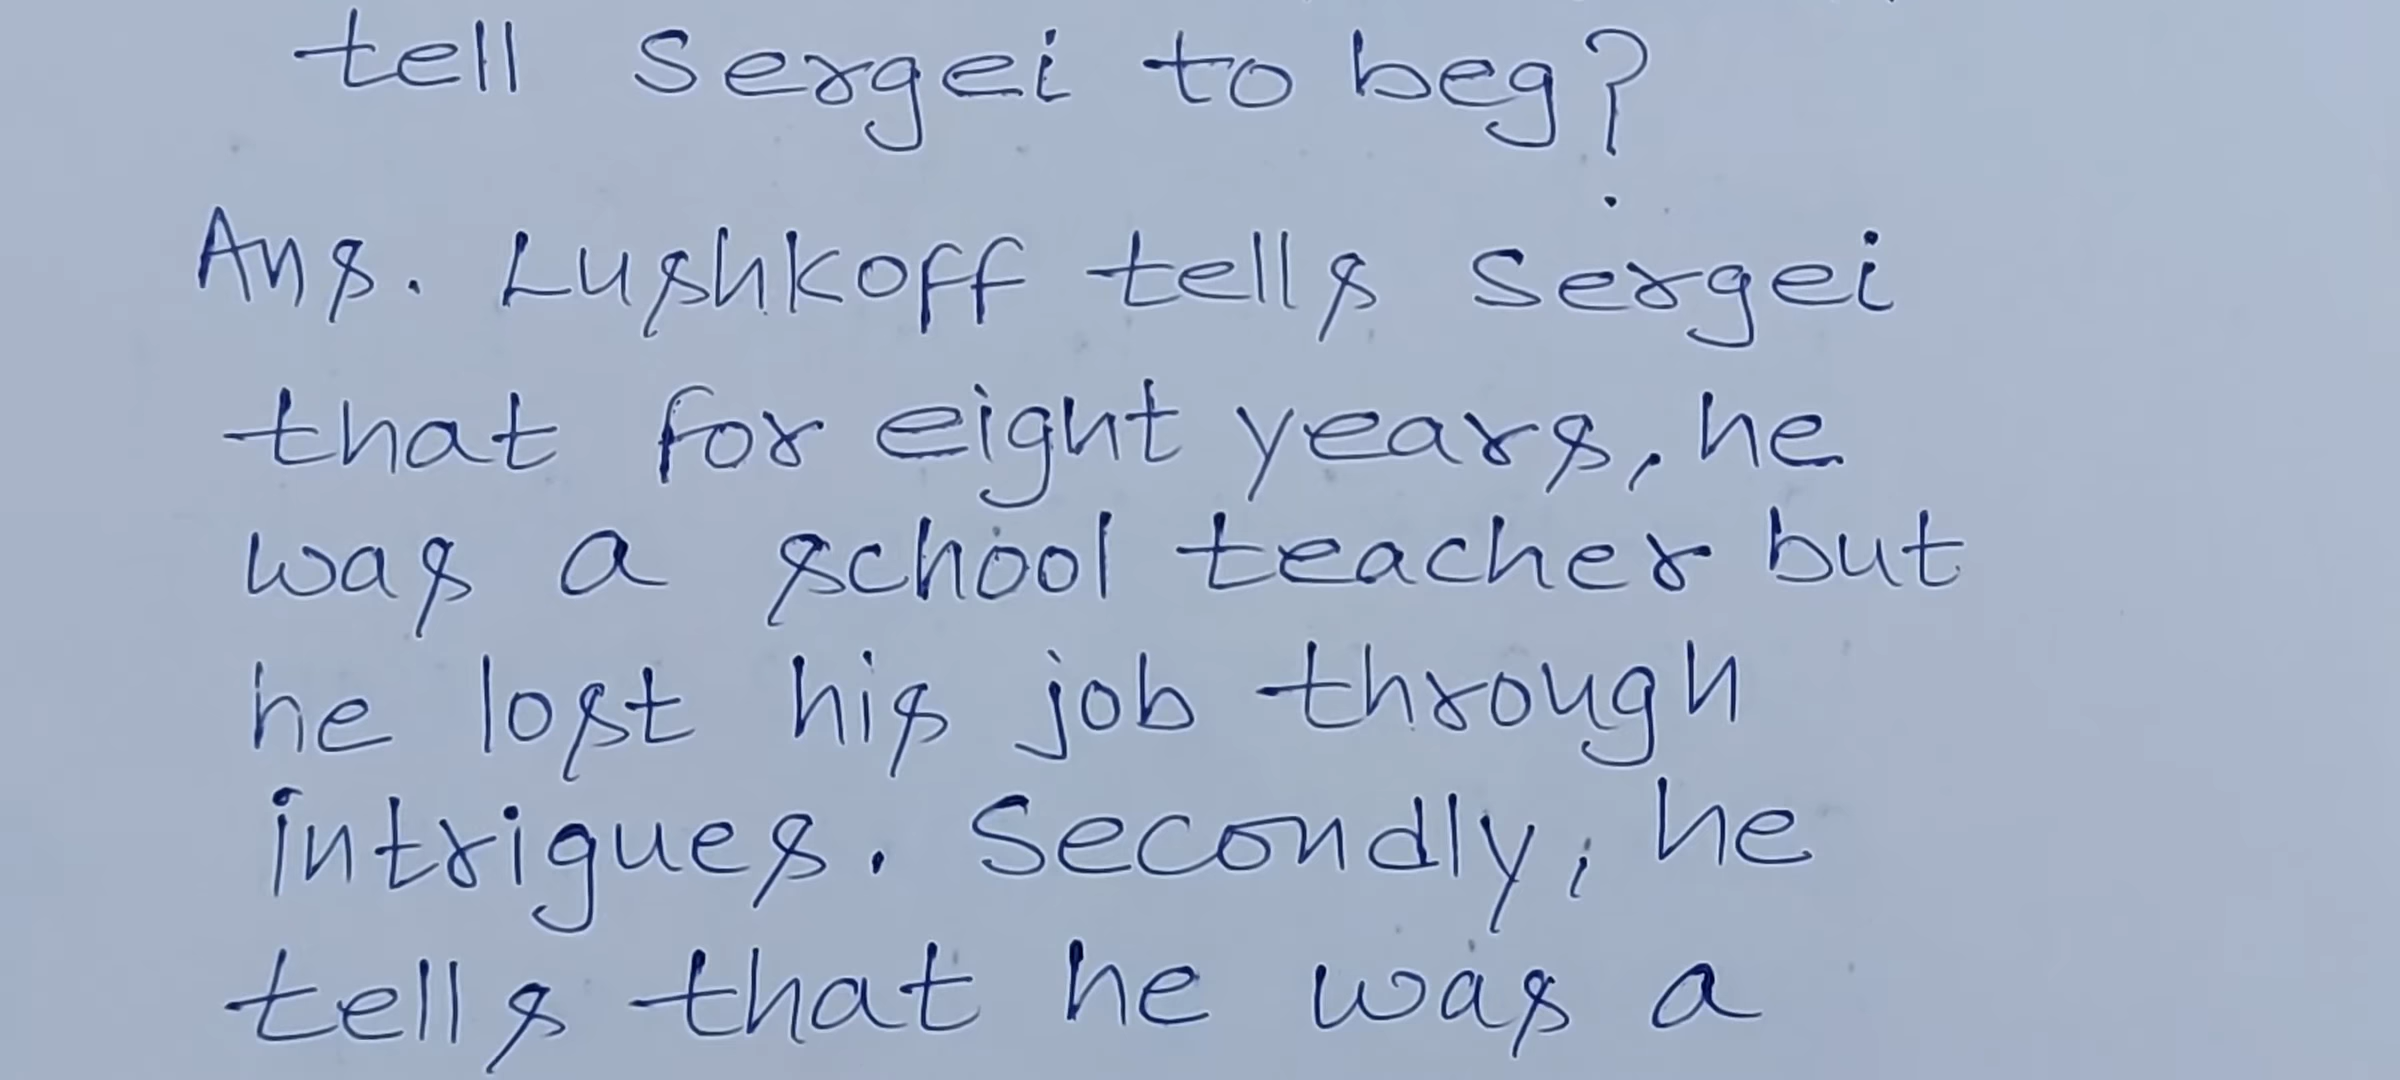 tell Sergei to beg?
Ans. Lushkoff tells Sergei
that for eight years, he
was a school teacher but
he lost his job through
intrigues. Secondly, he
tells that he was a